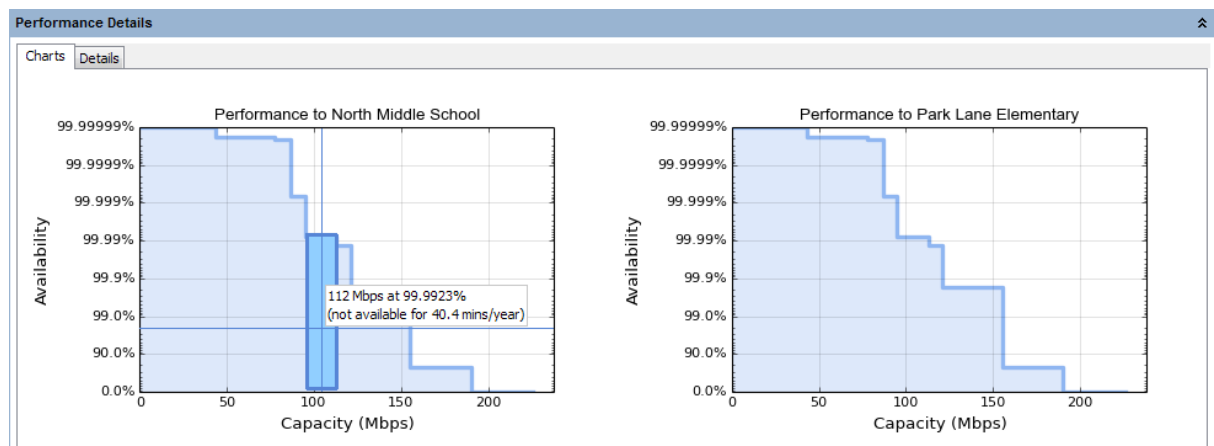 Performance Details
Charts
Details
Performance to North Middle School
99.99999%
99.9999%
99.999%
99.99%
99.9%
99.0%
90.0%
0.0%
Availability
112 Mbps at 99.9923%
(not available for 40.4 mins/year)
0 50 100 150 200
Capacity (Mbps)
Performance to Park Lane Elementary
99.99999%
99.9999%
99.999%
99.99%
99.9%
99.0%
90.0%
0.0%
Availability
0 50 100 150 200
Capacity (Mbps)